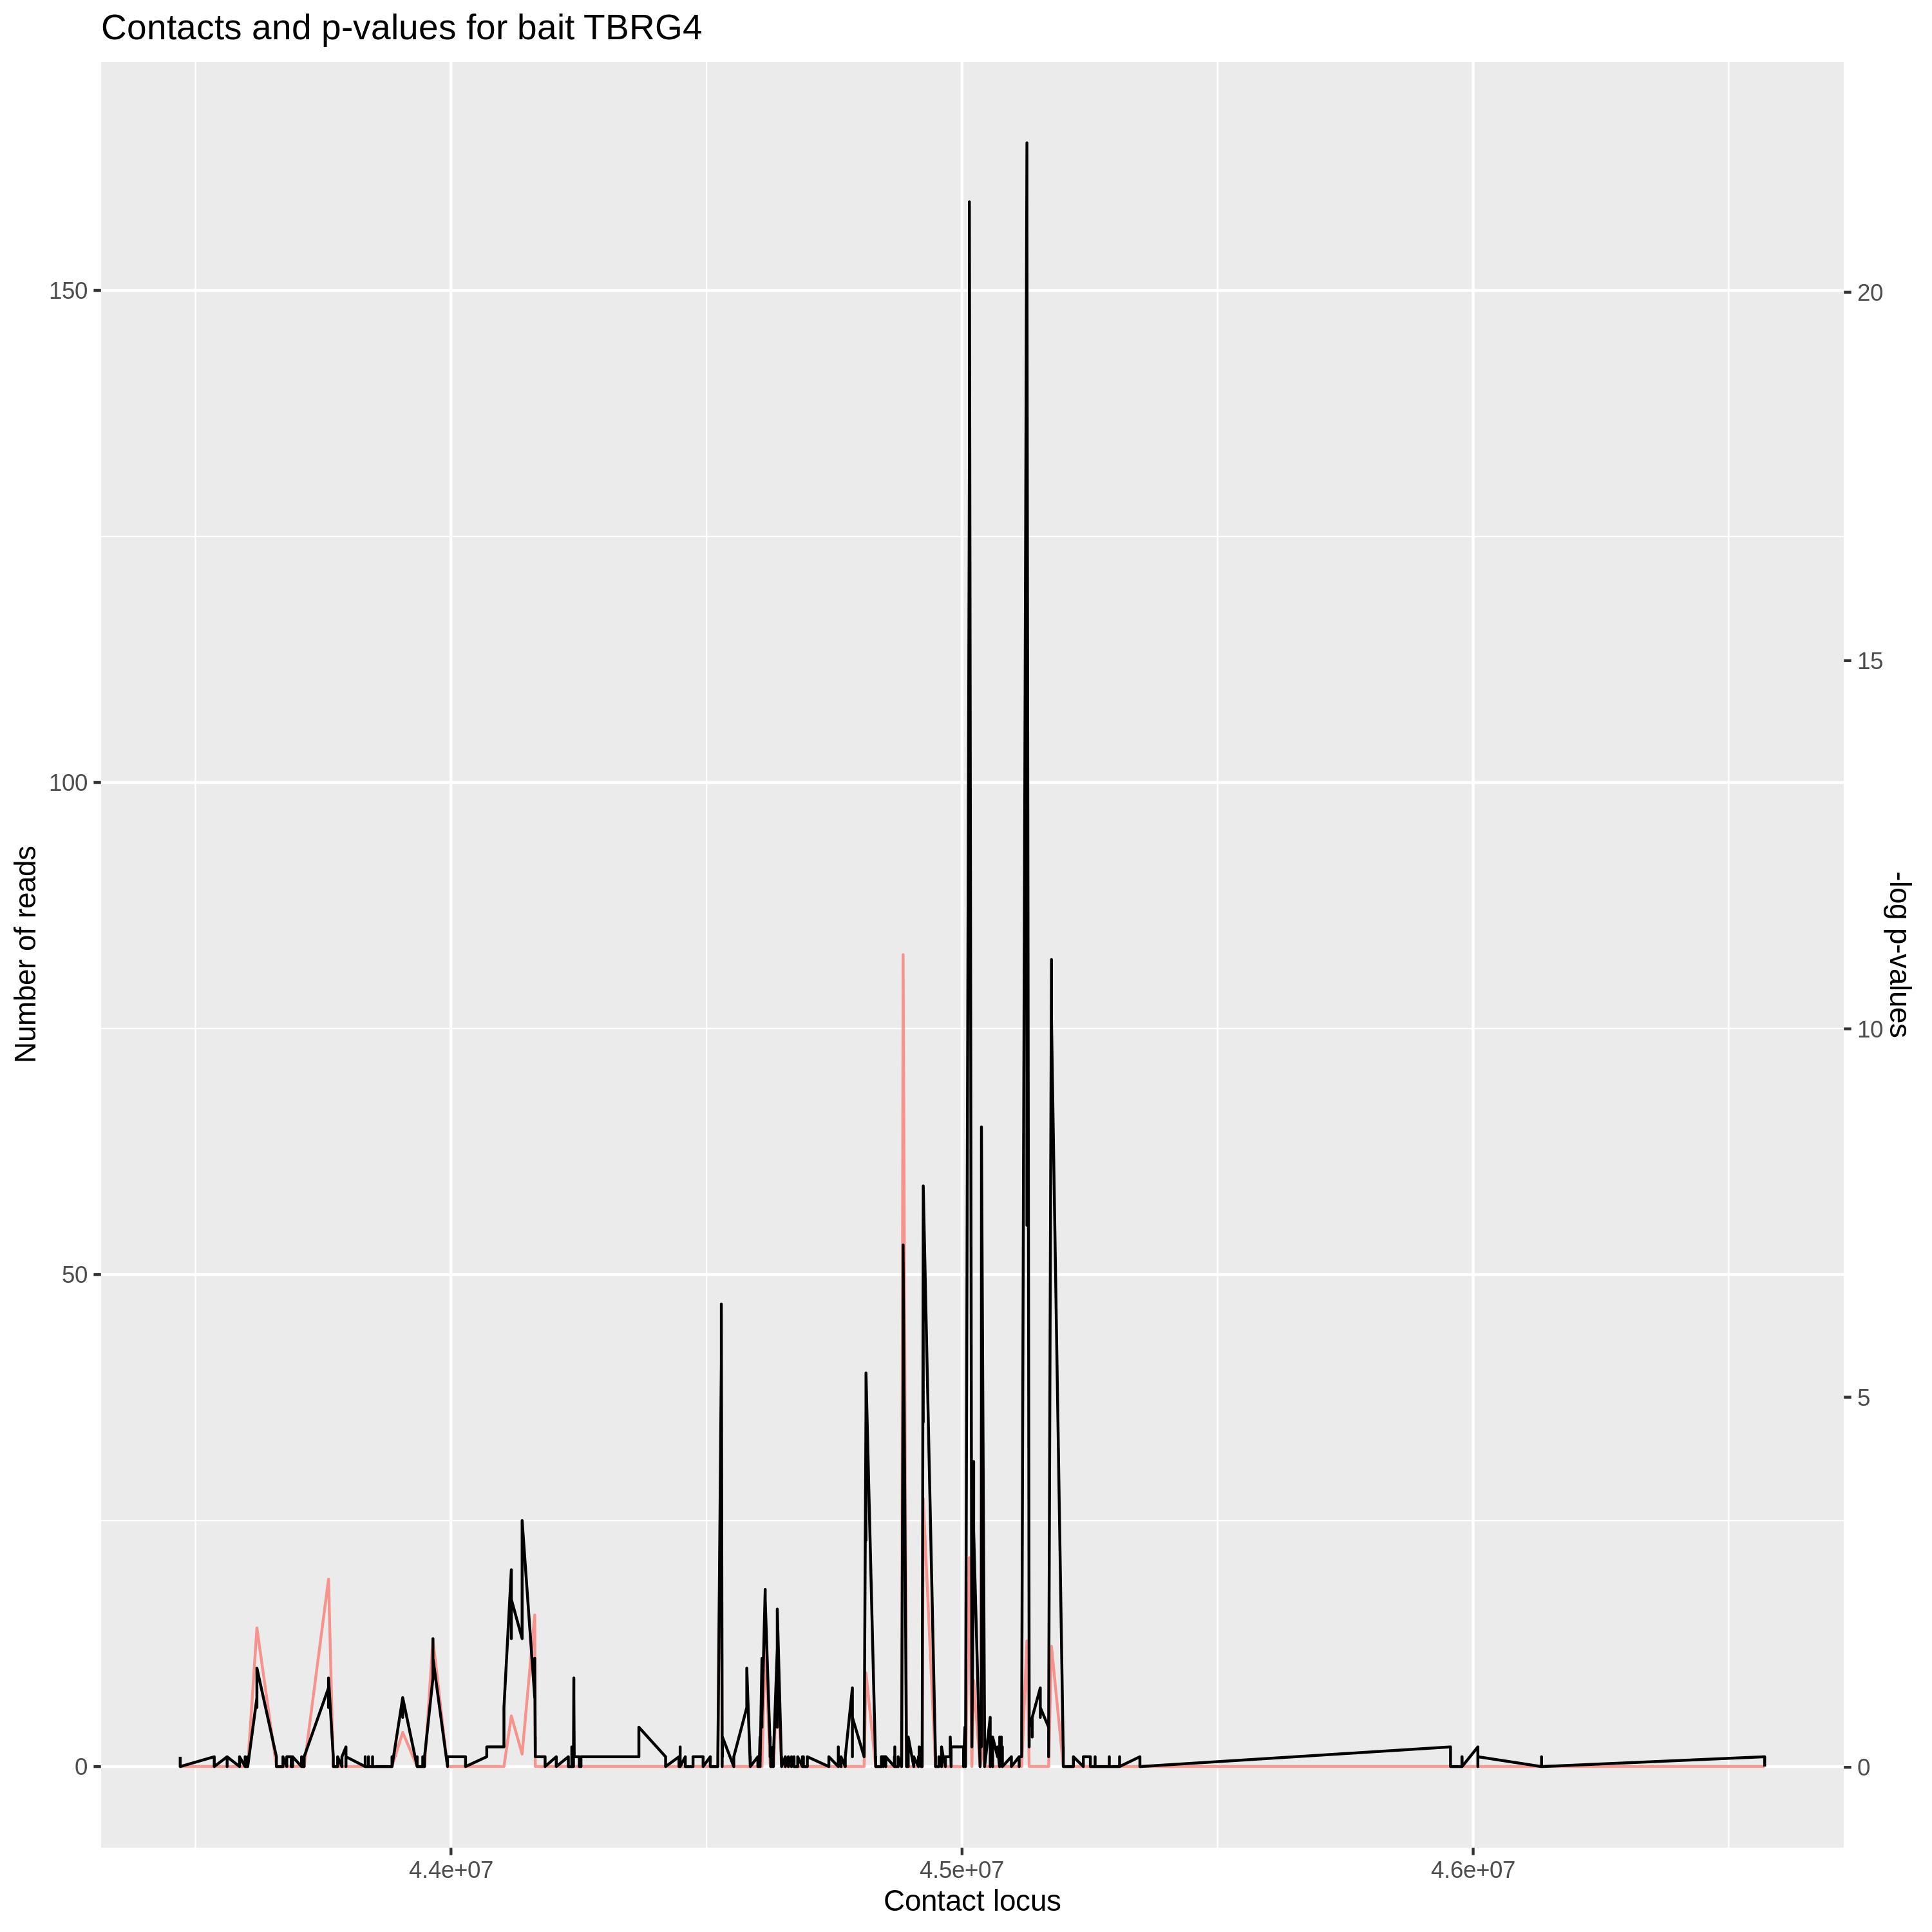 Contacts and p-values for bait TBRG4
150
100
50
0
Number of reads
20
15
10
5
0
-log p-values
4.4e+07
4.5e+07
4.6e+07
Contact locus